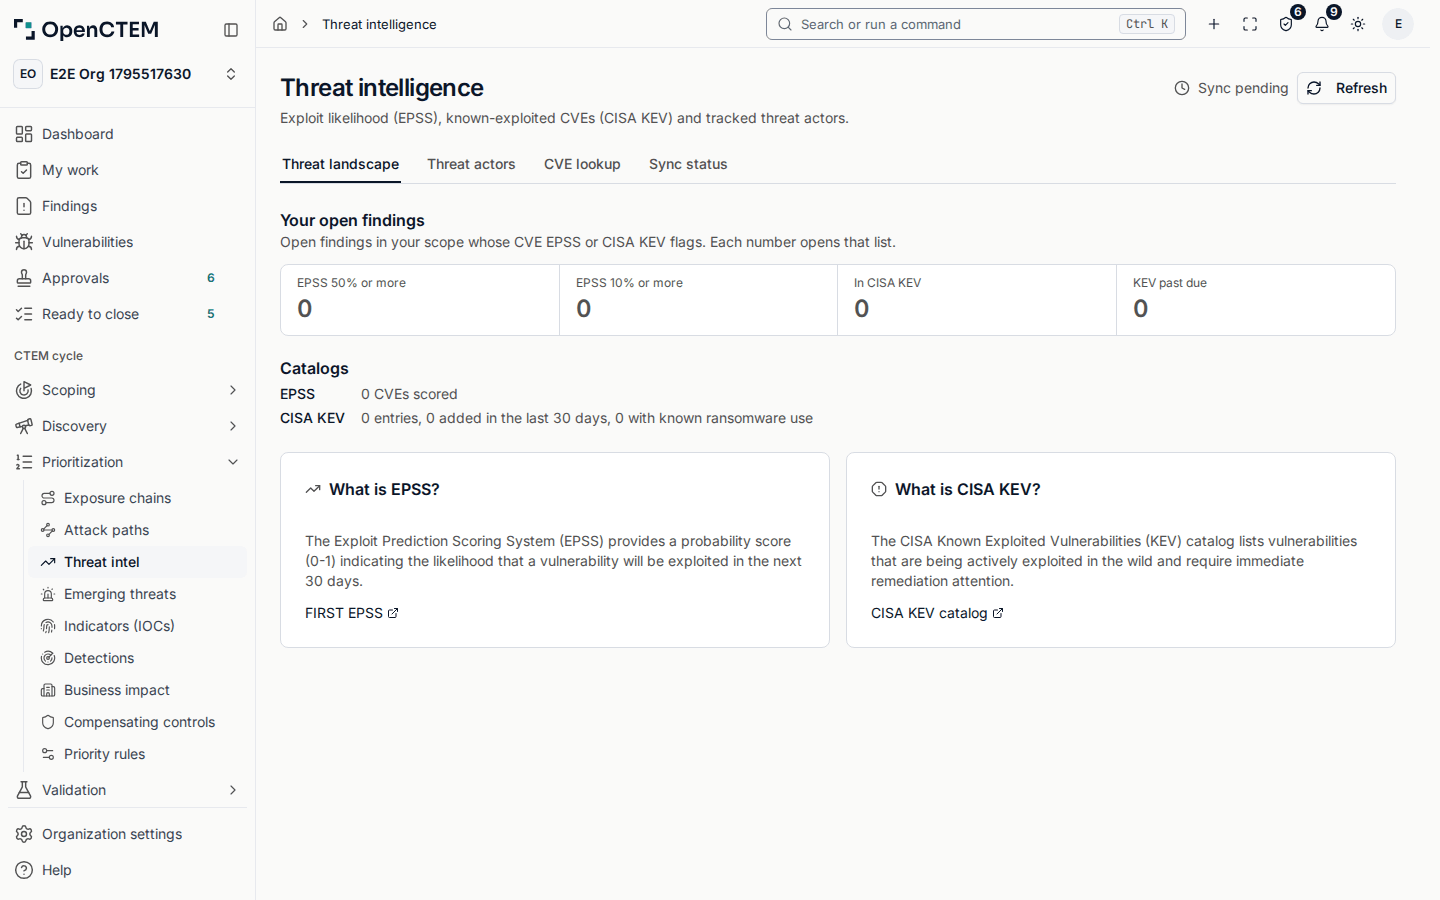 OpenCTEM
EO E2E Org 1795517630
Dashboard
My work
Findings
Vulnerabilities
Approvals 6
Ready to close 5
CTEM cycle
Scoping
Discovery
Prioritization
Exposure chains
Attack paths
Threat intel
Emerging threats
Indicators (IOCs)
Detections
Business impact
Compensating controls
Priority rules
Validation
Organization settings
Help
Threat intelligence
Search or run a command Ctrl K
6 9 E
Threat intelligence
Sync pending Refresh
Exploit likelihood (EPSS), known-exploited CVEs (CISA KEV) and tracked threat actors.
Threat landscape Threat actors CVE lookup Sync status
Your open findings
Open findings in your scope whose CVE EPSS or CISA KEV flags. Each number opens that list.
EPSS 50% or more EPSS 10% or more In CISA KEV KEV past due
0 0 0 0
Catalogs
EPSS 0 CVEs scored
CISA KEV 0 entries, 0 added in the last 30 days, 0 with known ransomware use
What is EPSS?
The Exploit Prediction Scoring System (EPSS) provides a probability score
(0-1) indicating the likelihood that a vulnerability will be exploited in the next
30 days.
FIRST EPSS
What is CISA KEV?
The CISA Known Exploited Vulnerabilities (KEV) catalog lists vulnerabilities
that are being actively exploited in the wild and require immediate
remediation attention.
CISA KEV catalog